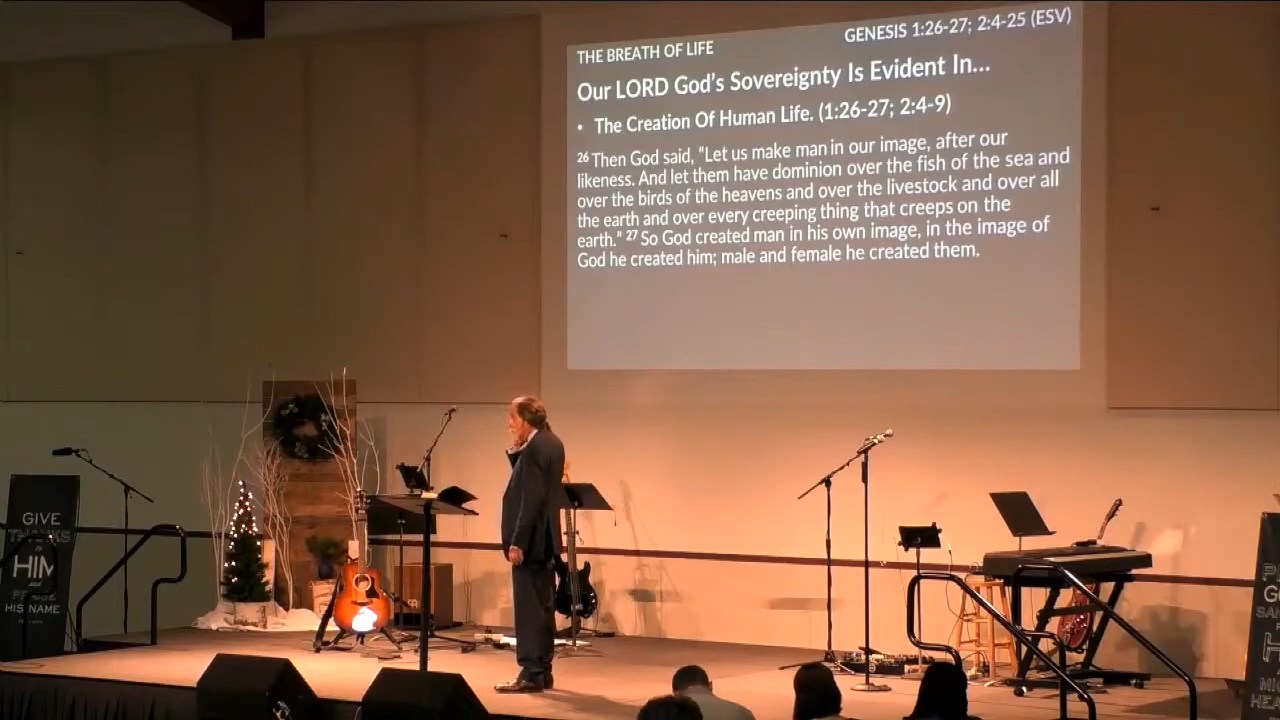 THE BREATH OF LIFE
GENESIS 1:26-27; 2:4-25 (ESV)
Our LORD God's Sovereignty Is Evident In...
• The Creation Of Human Life. (1:26-27; 2:4-9)
26 Then God said, “Let us make man in our image, after our
likeness. And let them have dominion over the fish of the sea and
over the birds of the heavens and over the livestock and over all
the earth and over every creeping thing that creeps on the
earth.” 27 So God created man in his own image, in the image of
God he created him; male and female he created them.
GIVE
THANKS
HIM
HIS NAME